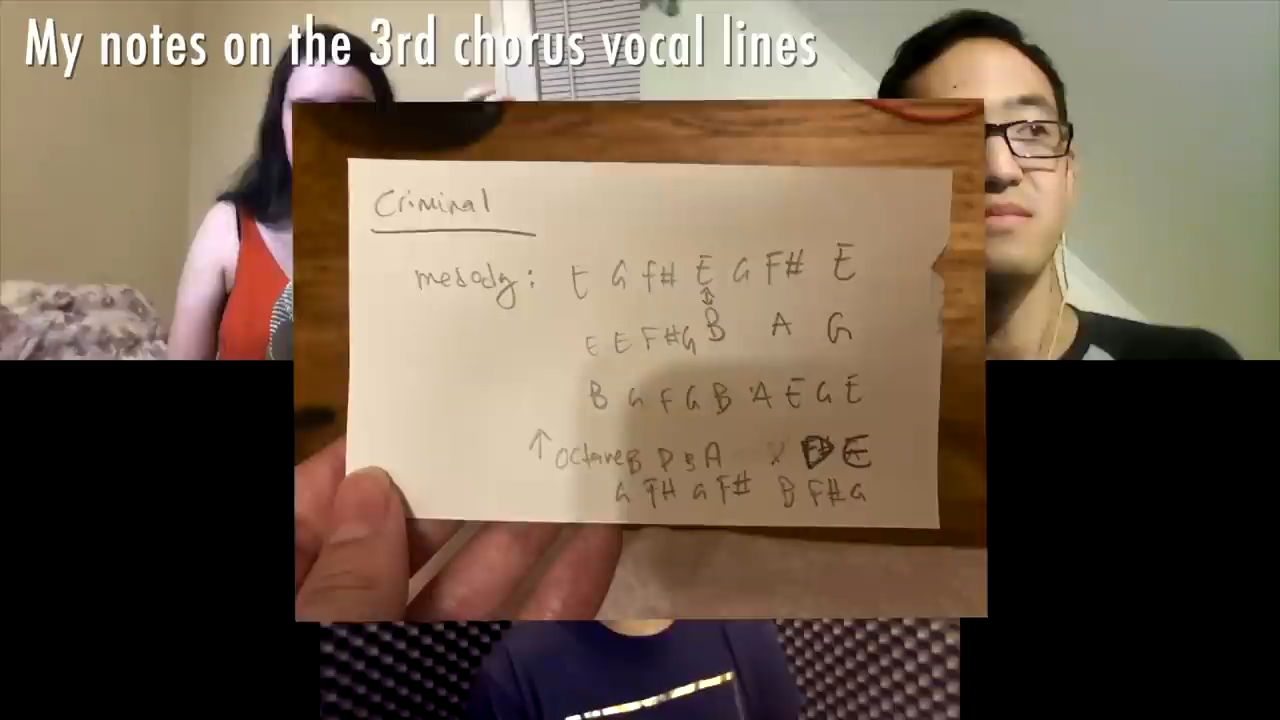 My notes on the 3rd chorus vocal lines
Criminal
melody: E G F# E G F# E
↕
E E F# G B A G
B G F G B A E G E
↑ Octave B D B A E
G F# G F# B F# G